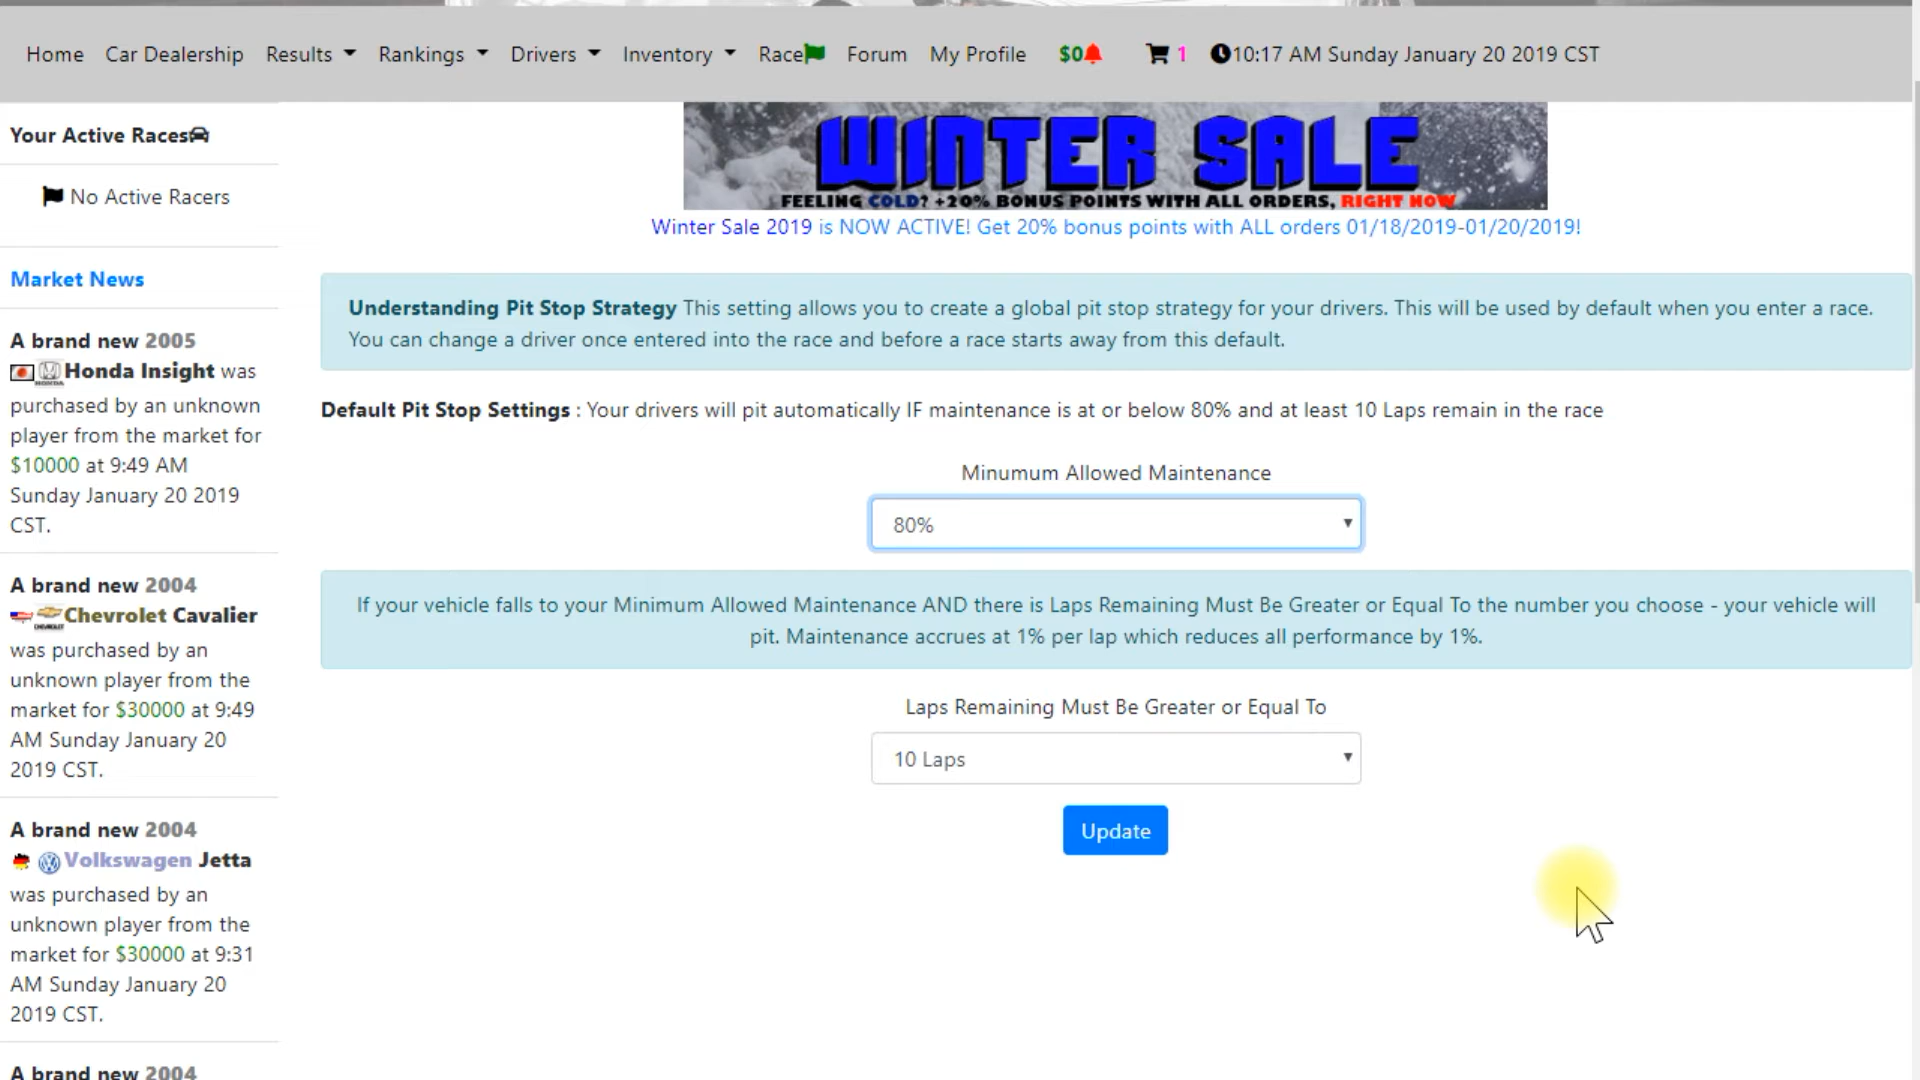 Home Car Dealership Results Rankings Drivers Inventory Race Forum My Profile $0 1 10:17 AM Sunday January 20 2019 CST
Your Active Races
No Active Racers
Market News
A brand new 2005
Honda Insight was
purchased by an unknown
player from the market for
$10000 at 9:49 AM
Sunday January 20 2019
CST.
A brand new 2004
Chevrolet Cavalier
was purchased by an
unknown player from the
market for $30000 at 9:49
AM Sunday January 20
2019 CST.
A brand new 2004
Volkswagen Jetta
was purchased by an
unknown player from the
market for $30000 at 9:31
AM Sunday January 20
2019 CST.
A brand new 2004
WINTER SALE
FEELING COLD? +20% BONUS POINTS WITH ALL ORDERS, RIGHT NOW
Winter Sale 2019 is NOW ACTIVE! Get 20% bonus points with ALL orders 01/18/2019-01/20/2019!
Understanding Pit Stop Strategy This setting allows you to create a global pit stop strategy for your drivers. This will be used by default when you enter a race.
You can change a driver once entered into the race and before a race starts away from this default.
Default Pit Stop Settings : Your drivers will pit automatically IF maintenance is at or below 80% and at least 10 Laps remain in the race
Minumum Allowed Maintenance
80%
If your vehicle falls to your Minimum Allowed Maintenance AND there is Laps Remaining Must Be Greater or Equal To the number you choose - your vehicle will
pit. Maintenance accrues at 1% per lap which reduces all performance by 1%.
Laps Remaining Must Be Greater or Equal To
10 Laps
Update